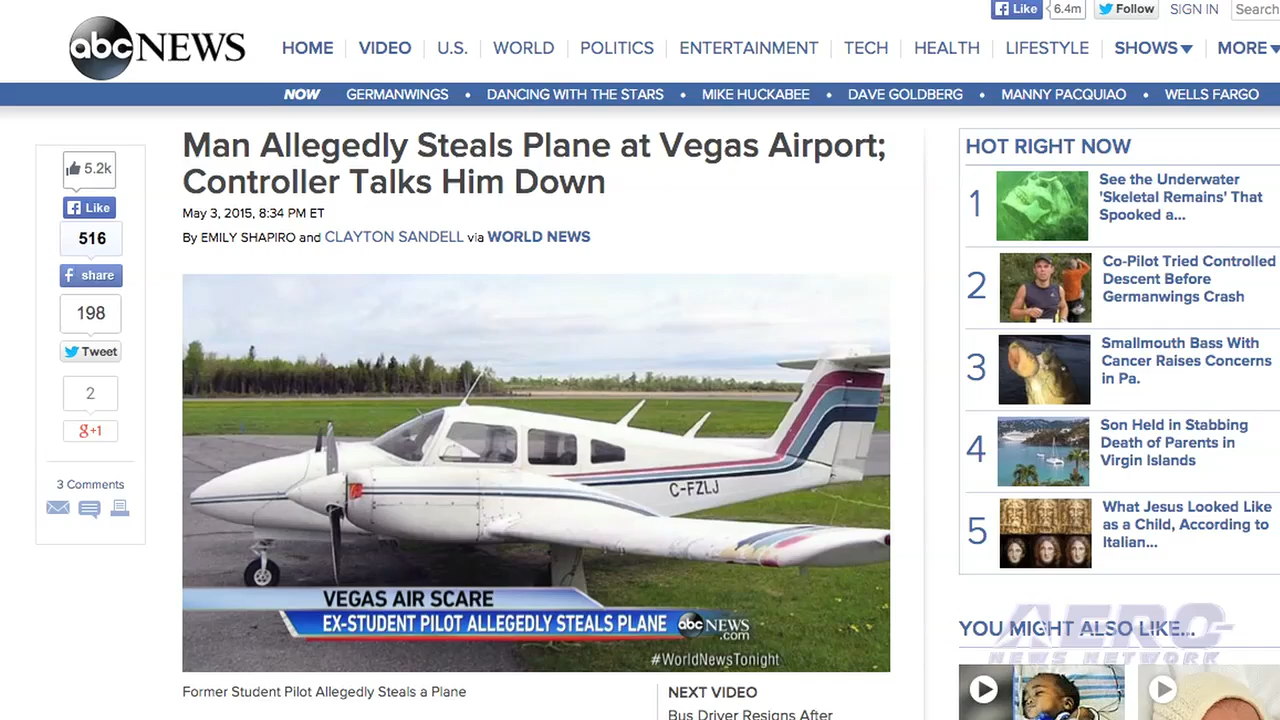 Like 6.4m Follow SIGN IN Search
abc NEWS HOME VIDEO U.S. WORLD POLITICS ENTERTAINMENT TECH HEALTH LIFESTYLE SHOWS MORE
NOW GERMANWINGS • DANCING WITH THE STARS • MIKE HUCKABEE • DAVE GOLDBERG • MANNY PACQUIAO • WELLS FARGO
5.2k
Like
516
share
198
Tweet
2
g+1
3 Comments
Man Allegedly Steals Plane at Vegas Airport;
Controller Talks Him Down
May 3, 2015, 8:34 PM ET
By EMILY SHAPIRO and CLAYTON SANDELL via WORLD NEWS
C-FZLJ
VEGAS AIR SCARE
EX-STUDENT PILOT ALLEGEDLY STEALS PLANE abc NEWS
.com
#WorldNewsTonight
Former Student Pilot Allegedly Steals a Plane
NEXT VIDEO
Bus Driver Resigns After
HOT RIGHT NOW
1
See the Underwater
'Skeletal Remains' That
Spooked a...
2
Co-Pilot Tried Controlled
Descent Before
Germanwings Crash
3
Smallmouth Bass With
Cancer Raises Concerns
in Pa.
4
Son Held in Stabbing
Death of Parents in
Virgin Islands
5
What Jesus Looked Like
as a Child, According to
Italian...
YOU MIGHT ALSO LIKE...
AERO
NEWS NETWORK